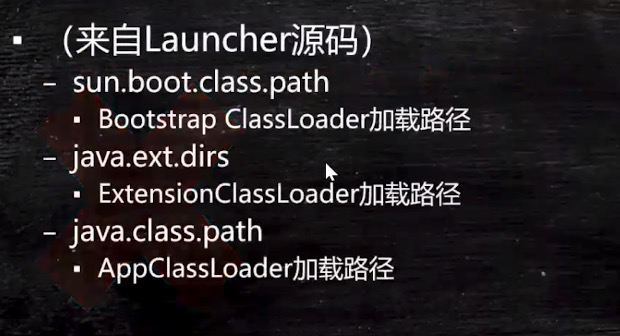 （来自Launcher源码）
sun.boot.class.path
Bootstrap ClassLoader加载路径
java.ext.dirs
ExtensionClassLoader加载路径
java.class.path
AppClassLoader加载路径